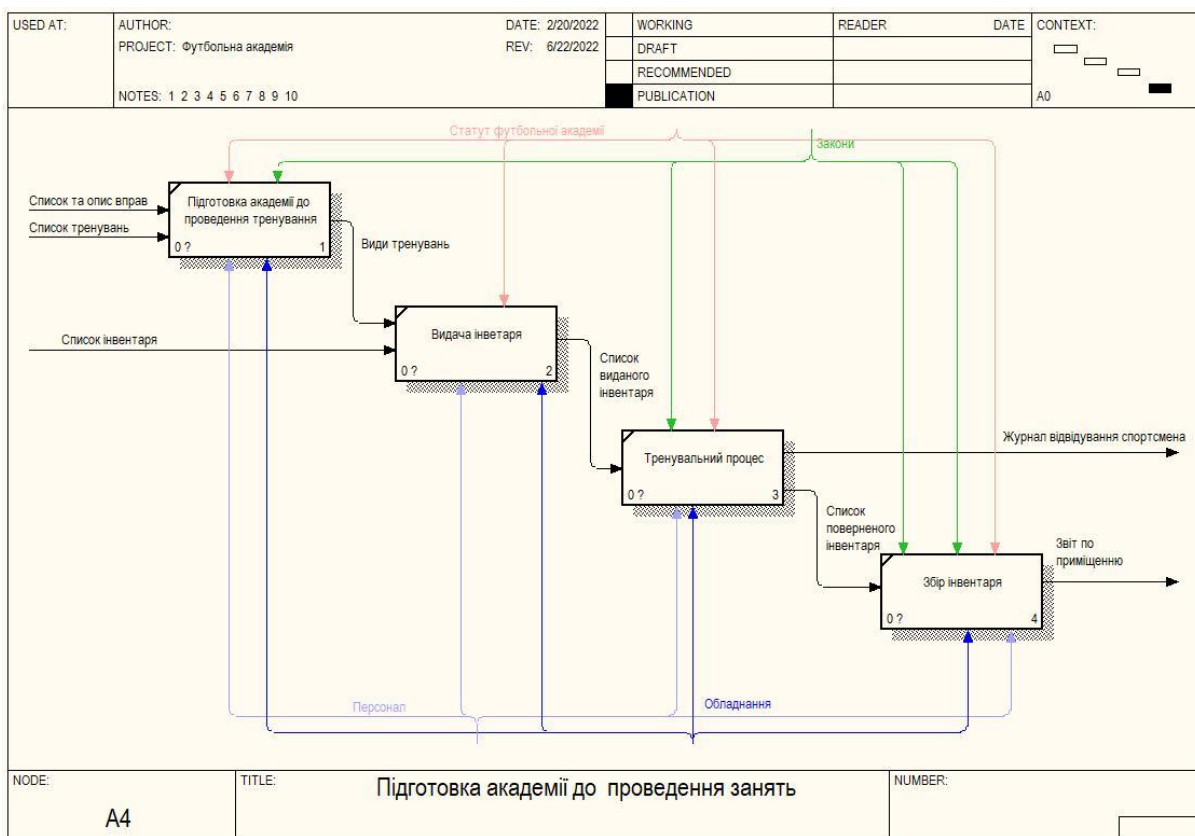 USED AT:
AUTHOR:
DATE: 2/20/2022
WORKING
READER
DATE
CONTEXT:
PROJECT: Футбольна академія
REV: 6/22/2022
DRAFT
RECOMMENDED
NOTES: 1 2 3 4 5 6 7 8 9 10
PUBLICATION
A0
Статут футбольної академії
Закони
Список та опис вправ
Список тренувань
Підготовка академії до
проведення тренування
0 ?
1
Види тренувань
Список інвентаря
Видача інветаря
0 ?
2
Список
виданого
інвентаря
Тренувальний процес
0 ?
3
Журнал відвідування спортсмена
Список
поверненого
інвентаря
Збір інвентаря
0 ?
4
Звіт по
приміщенню
Персонал
Обладнання
NODE:
A4
TITLE:
Підготовка академії до проведення занять
NUMBER: